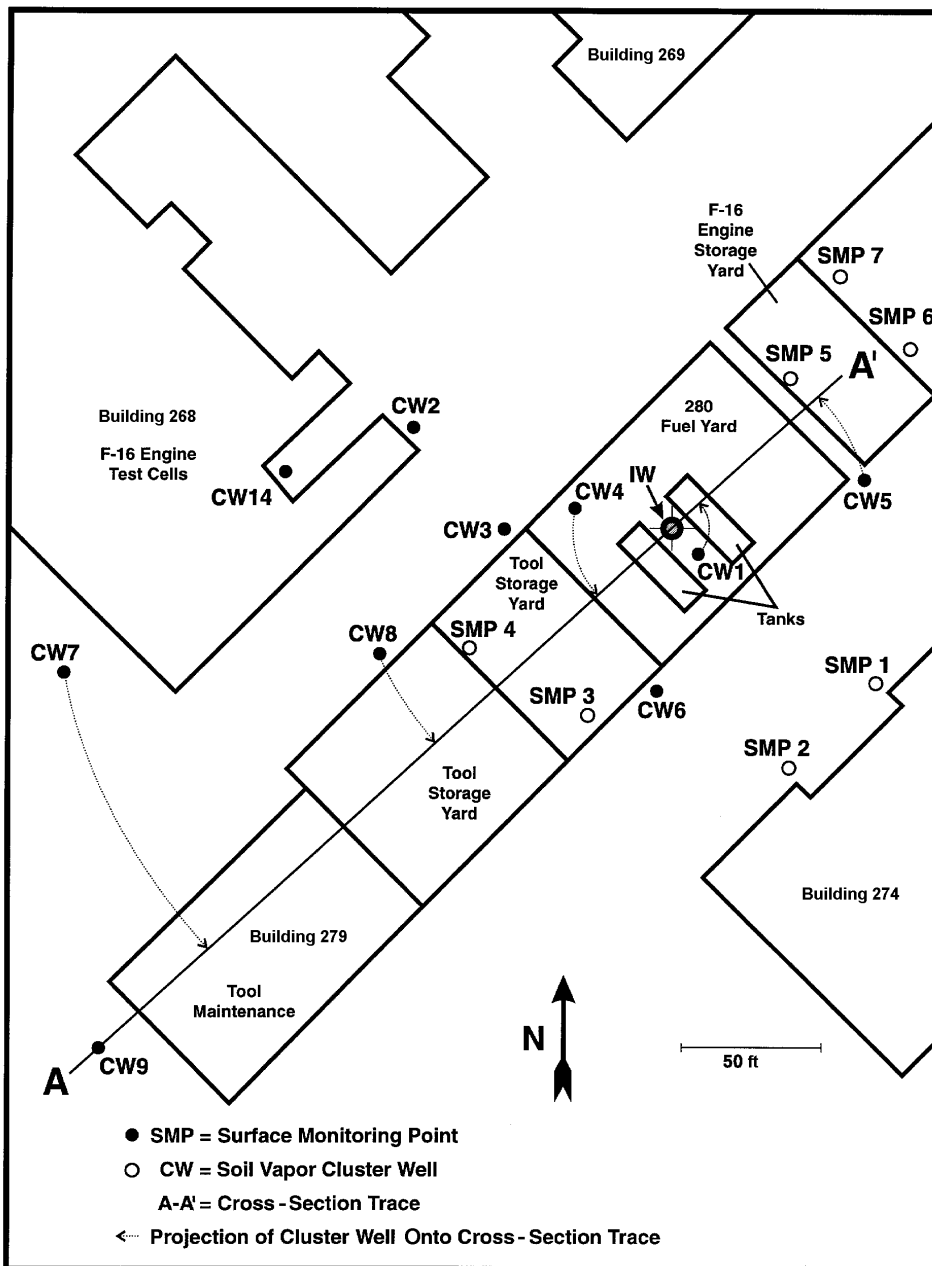 Building 269
F-16
Engine
Storage
Yard
SMP 7
SMP 6
SMP 5
A'
280
Fuel Yard
Building 268
F-16 Engine
Test Cells
CW2
CW14
IW
CW4
CW5
CW3
CW1
Tool
Storage
Yard
Tanks
SMP 4
CW8
CW7
SMP 1
SMP 3
CW6
SMP 2
Tool
Storage
Yard
Building 274
Building 279
Tool
Maintenance
N
50 ft
CW9
A
SMP = Surface Monitoring Point
CW = Soil Vapor Cluster Well
A-A' = Cross-Section Trace
Projection of Cluster Well Onto Cross-Section Trace